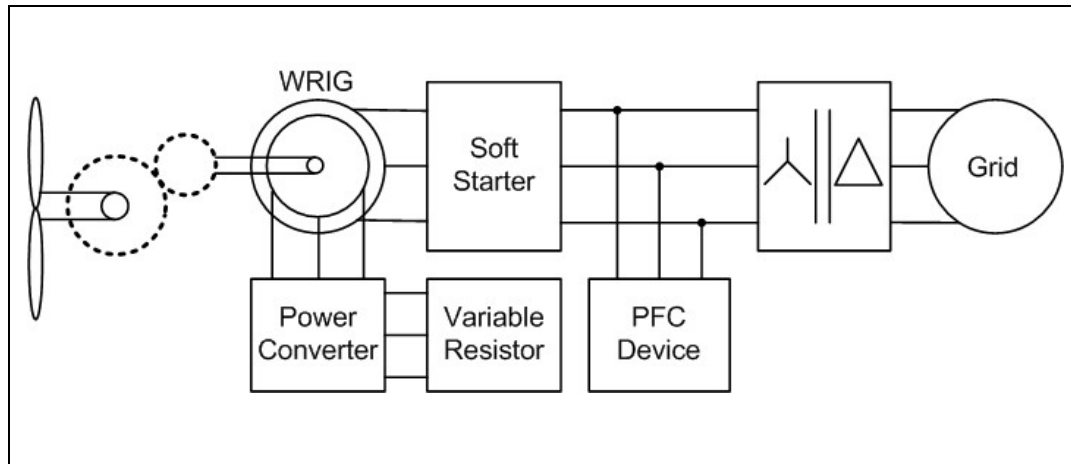 WRIG
Soft
Starter
Grid
Power
Converter
Variable
Resistor
PFC
Device